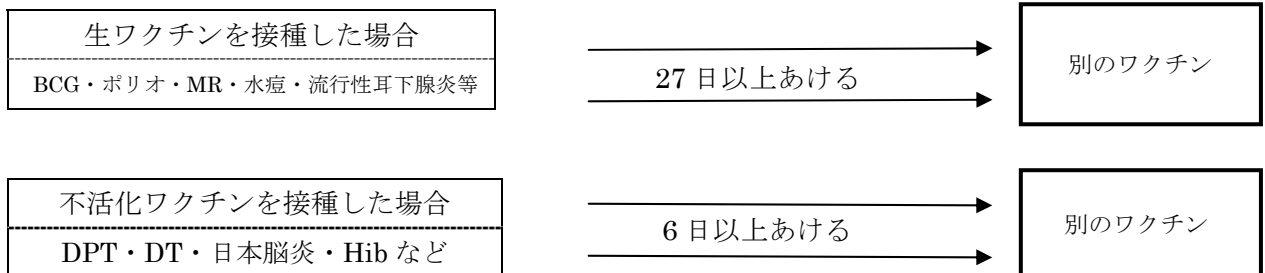 生ワクチンを接種した場合
BCG・ポリオ・MR・水痘・流行性耳下腺炎等
27 日以上あける
別のワクチン
不活化ワクチンを接種した場合
DPT・DT・日本脳炎・Hib など
6 日以上あける
別のワクチン